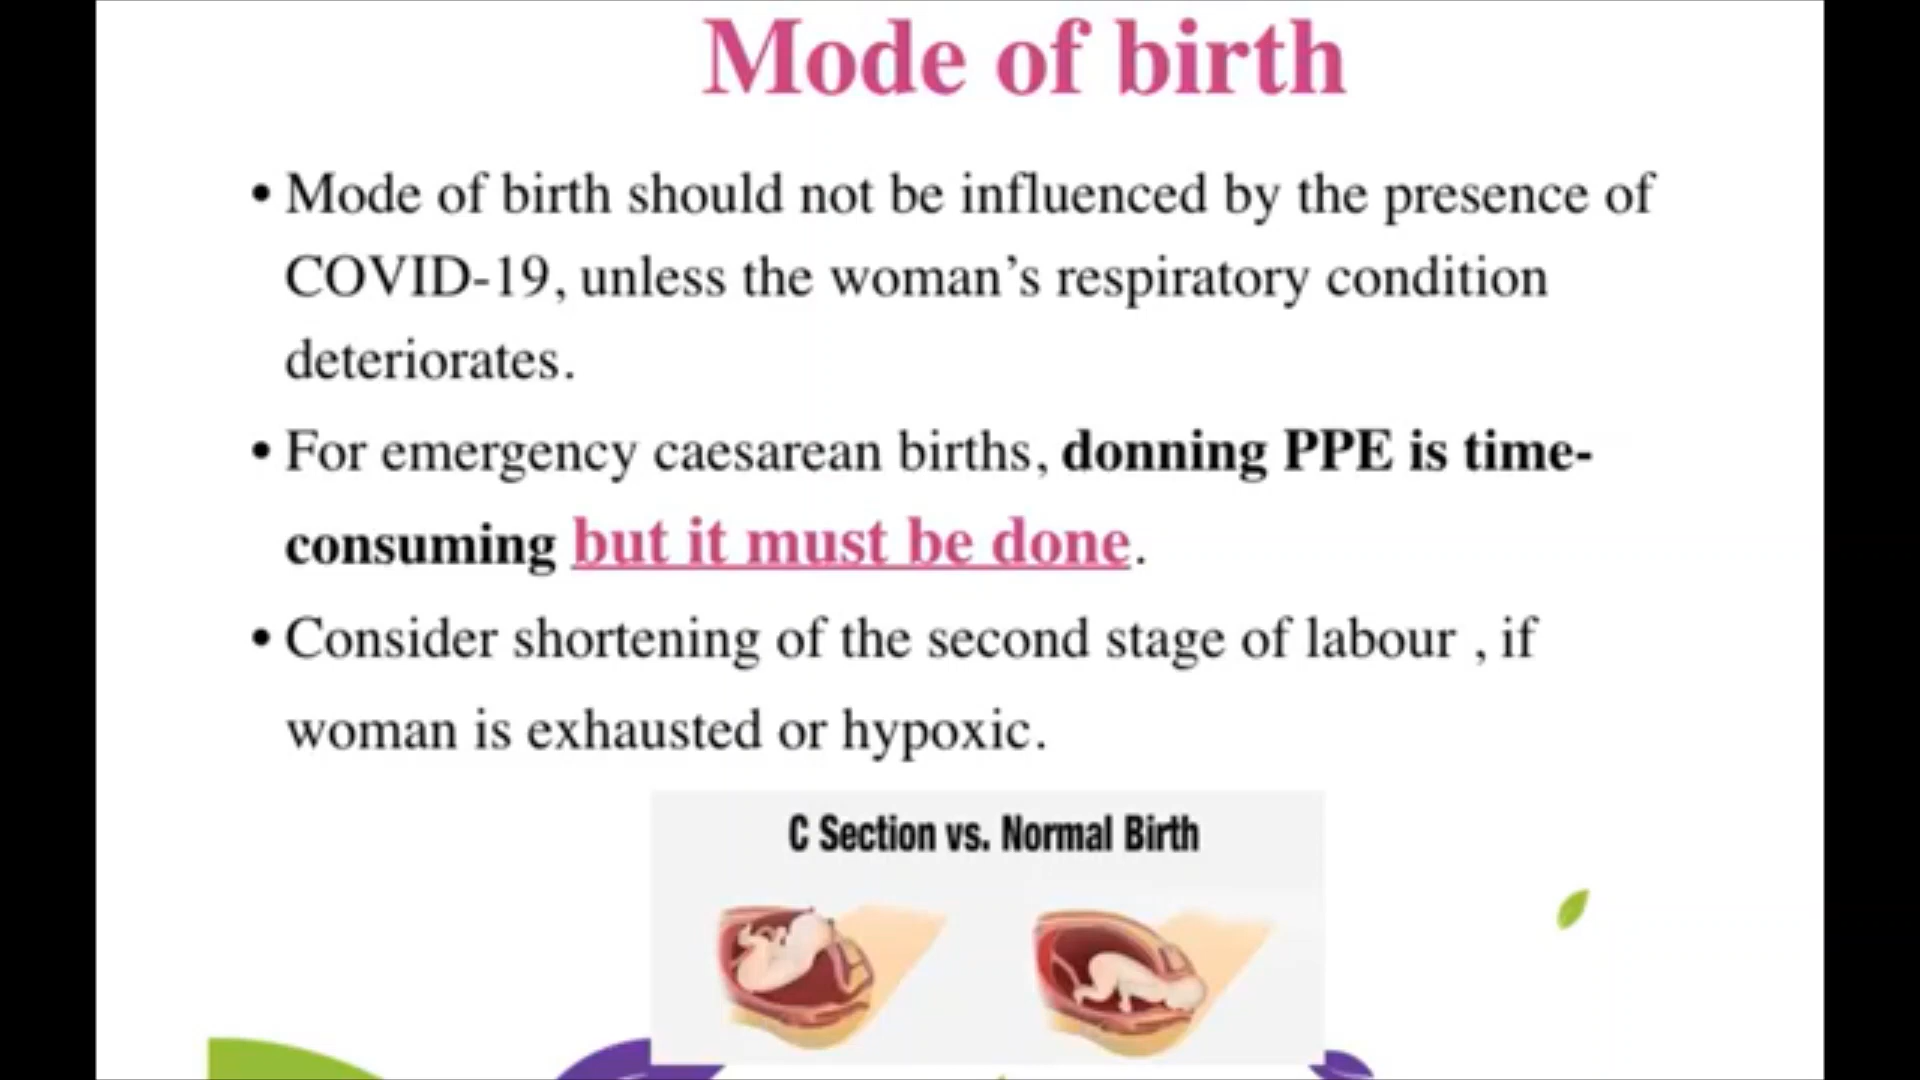 Mode of birth
• Mode of birth should not be influenced by the presence of
COVID-19, unless the woman’s respiratory condition
deteriorates.
• For emergency caesarean births, donning PPE is time-
consuming but it must be done.
• Consider shortening of the second stage of labour , if
woman is exhausted or hypoxic.
C Section vs. Normal Birth